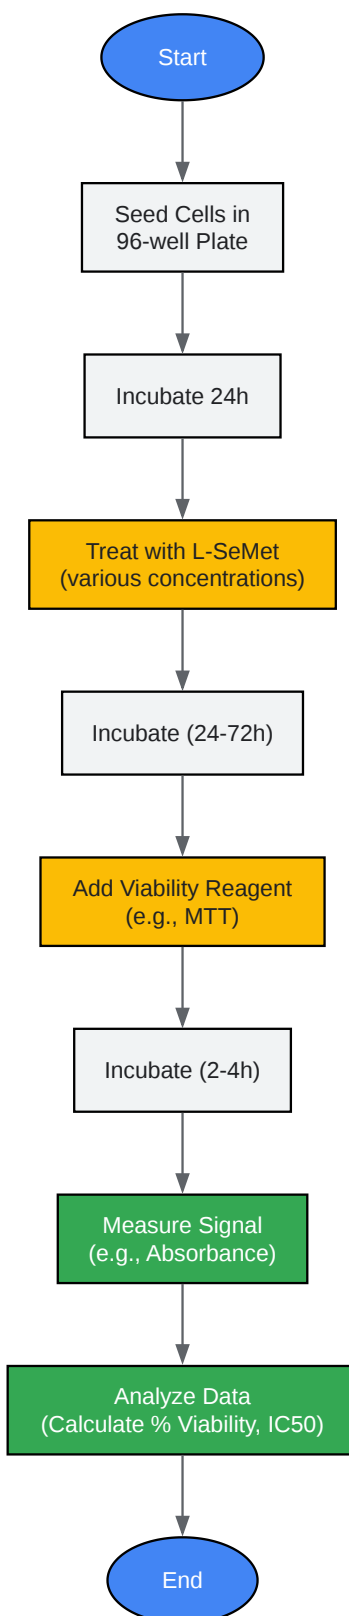 Start
Seed Cells in
96-well Plate
Incubate 24h
Treat with L-SeMet
(various concentrations)
Incubate (24-72h)
Add Viability Reagent
(e.g., MTT)
Incubate (2-4h)
Measure Signal
(e.g., Absorbance)
Analyze Data
(Calculate % Viability, IC50)
End